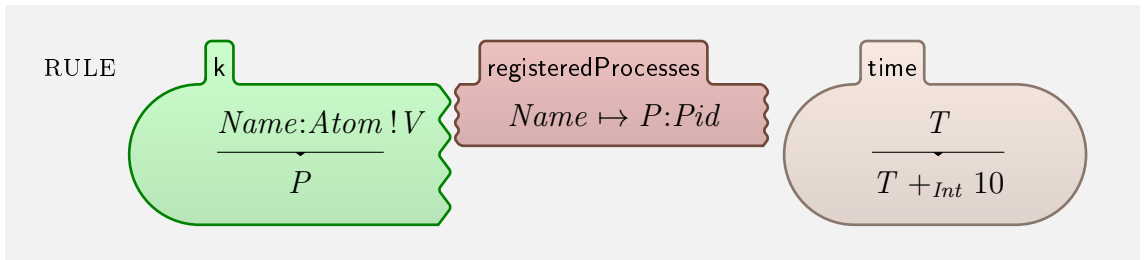 RULE
k
Name:Atom ! V
P
registeredProcesses
Name ↦ P:Pid
time
T
T +Int 10